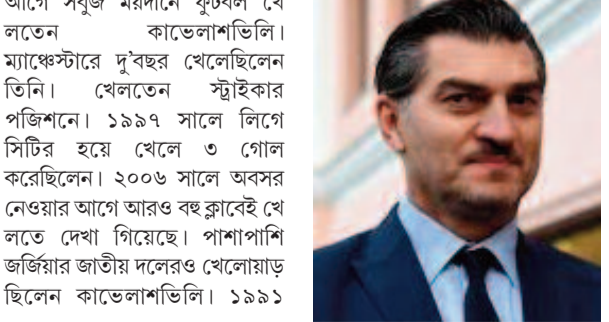 আগে সবুজ ময়দানে ফুটবল খে
লতেন কাভেলাশভিলি।
ম্যাঞ্চেস্টারে দু'বছর খেলেছিলেন
তিনি। খেলতেন স্ট্রাইকার
পজিশনে। ১৯৯৭ সালে লিগে
সিটির হয়ে খেলে ৩ গোল
করেছিলেন। ২০০৬ সালে অবসর
নেওয়ার আগে আরও বহু ক্লাবেই খে
লতে দেখা গিয়েছে। পাশাপাশি
জর্জিয়ার জাতীয় দলেরও খেলোয়াড়
ছিলেন কাভেলাশভিলি। ১৯৯১